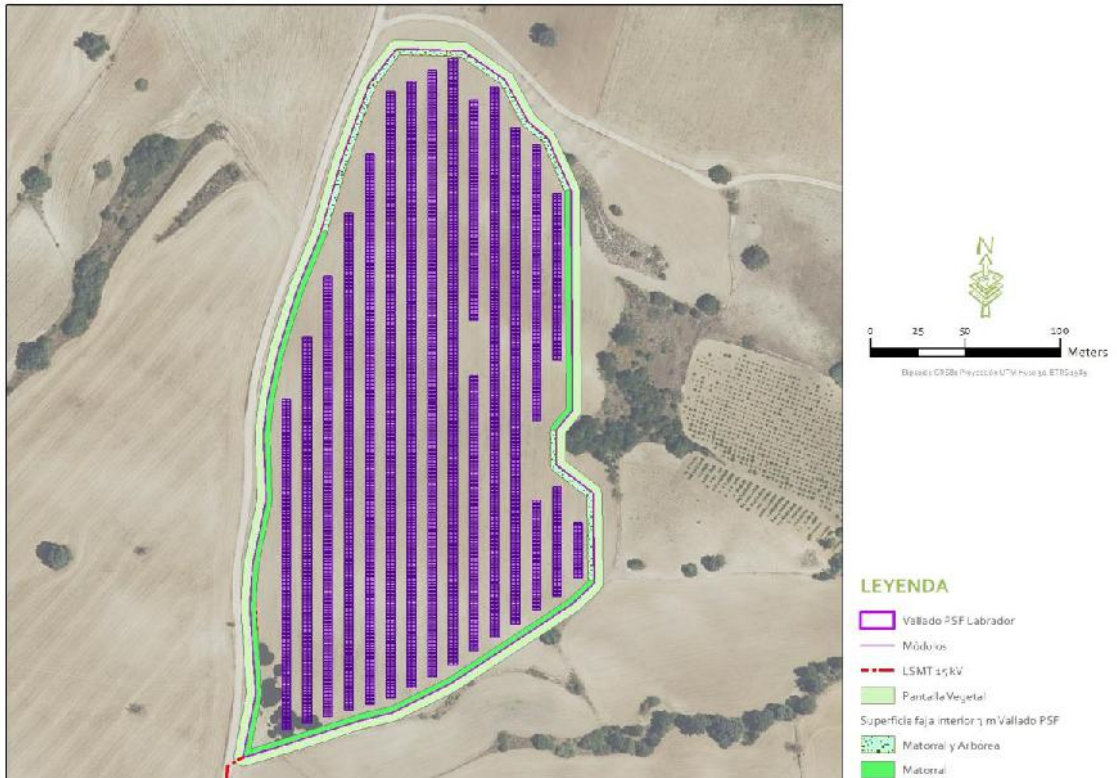 N
0 25 50 100
Meters
LEYENDA
Vallado PSF Labrador
Módulos
LSMT 15 kV
Pantalla Vegetal
Superficie faja interior 3 m Vallado PSF
Matorral y Arbórea
Matorral